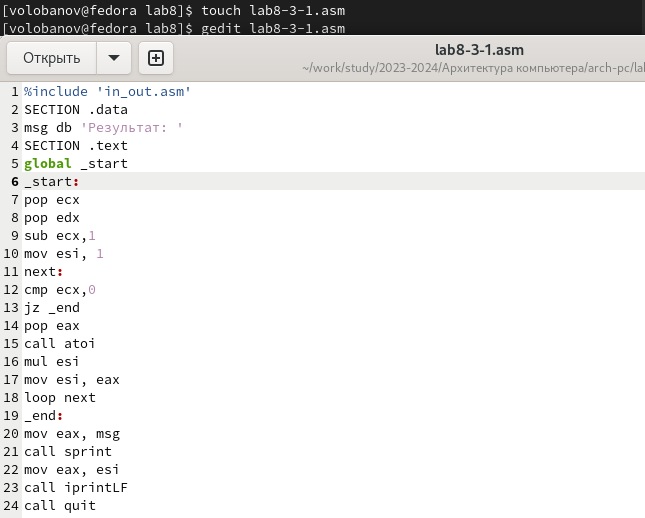 [volobanov@fedora lab8]$ touch lab8-3-1.asm
[volobanov@fedora lab8]$ gedit lab8-3-1.asm
Открыть
lab8-3-1.asm
~/work/study/2023-2024/Архитектура компьютера/arch-pc/lab
1 %include 'in_out.asm'
2 SECTION .data
3 msg db 'Результат: '
4 SECTION .text
5 global _start
6 _start:
7 pop ecx
8 pop edx
9 sub ecx,1
10 mov esi, 1
11 next:
12 cmp ecx,0
13 jz _end
14 pop eax
15 call atoi
16 mul esi
17 mov esi, eax
18 loop next
19 _end:
20 mov eax, msg
21 call sprint
22 mov eax, esi
23 call iprintLF
24 call quit